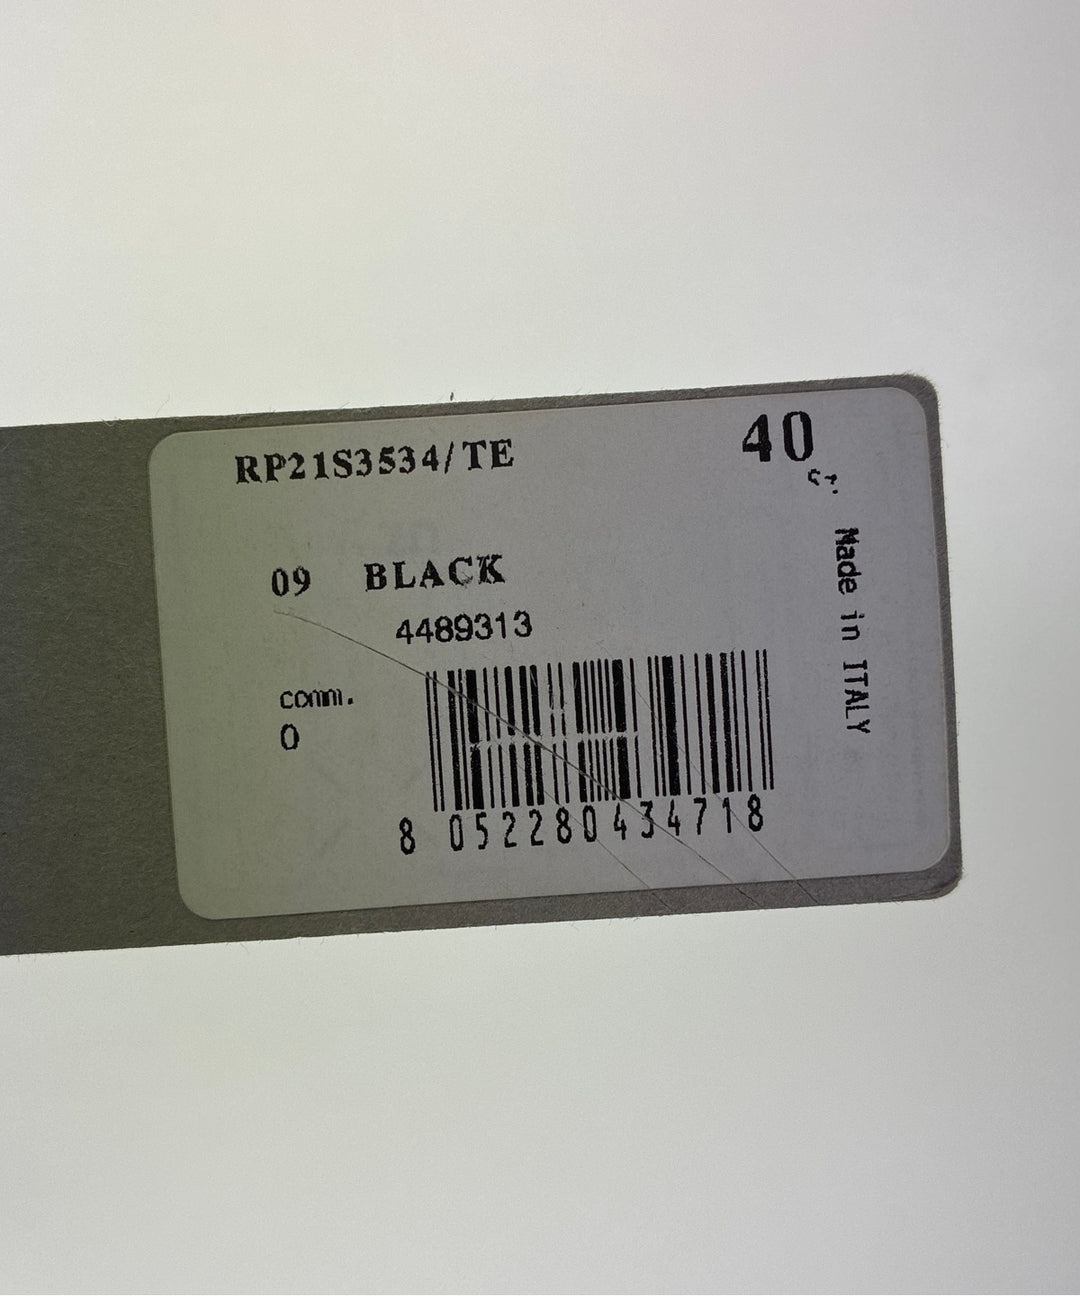 RP21S3534/TE
40
09 BLACK
4489313
comm.
0
8 052280 434718
Made in ITALY